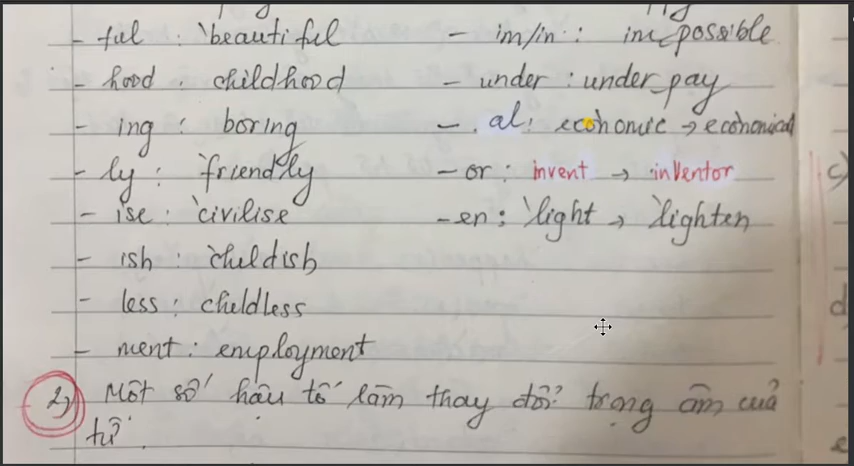 - ful : 'beautiful - im/in : impossible
- hood : childhood - under : underpay
- ing : boring - al : economic → economical
- ly : 'friendly - or : invent → inventor
- ise : 'civilise - en : 'light → 'lighten
- ish : childish
- less : childless
- ment : employment
2) Một số hậu tố làm thay đổi trọng âm của
từ.
c)
d
e